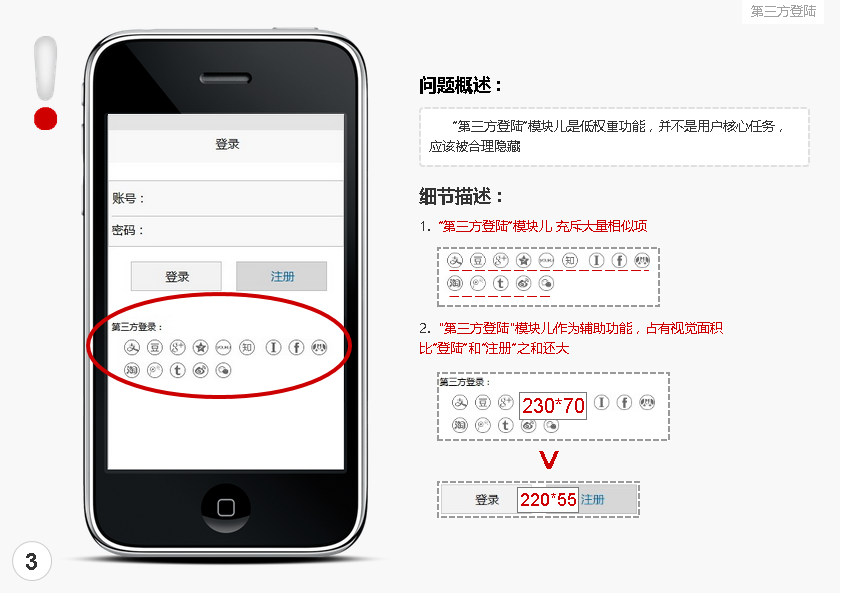 第三方登陆
登录
账号：
密码：
登录 注册
第三方登录：
豆 g+ 知 I f
淘 t
3
问题概述：
“第三方登陆”模块儿是低权重功能，并不是用户核心任务，
应该被合理隐藏
细节描述：
1. “第三方登陆”模块儿 充斥大量相似项
豆 g+ 知 I f
淘 t
2. “第三方登陆”模块儿作为辅助功能，占有视觉面积
比“登陆”和“注册”之和还大
第三方登录：
豆 g+ 230*70 I f
淘 t
V
登录 220*55 注册